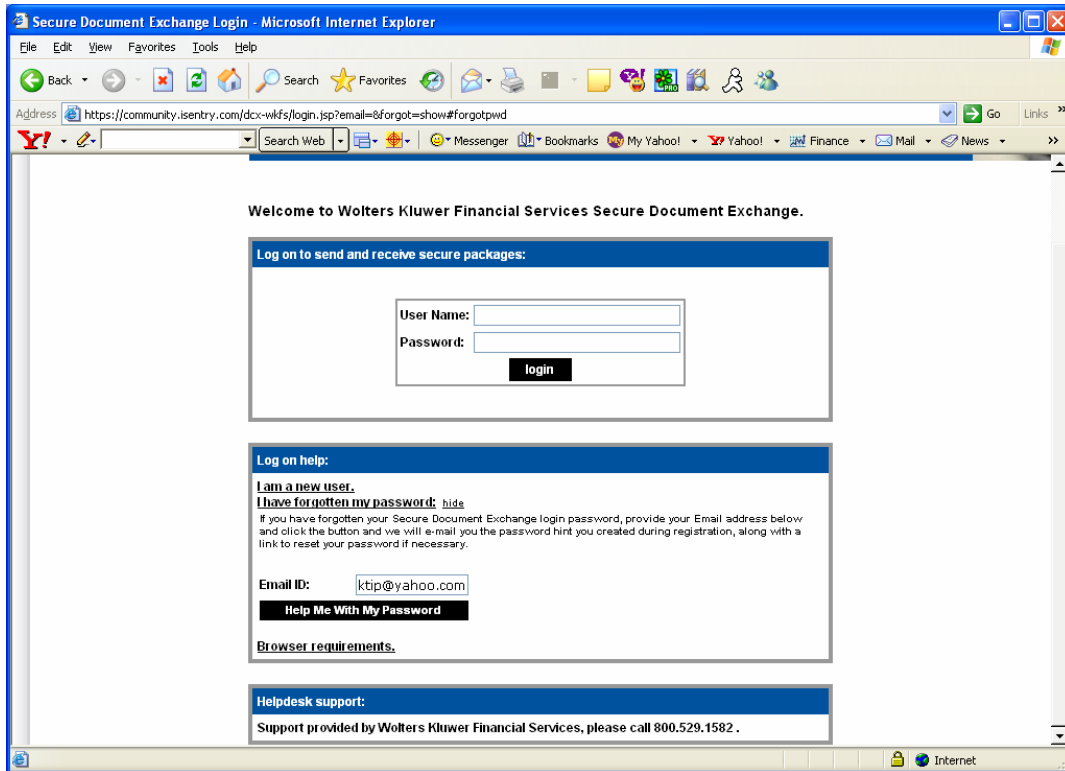 Secure Document Exchange Login - Microsoft Internet Explorer
File Edit View Favorites Tools Help
Back Search Favorites PRO
Address https://community.isentry.com/dcx-wkfs/login.jsp?email=&forgot=show#forgotpwd Go Links »
Y! Search Web Messenger Bookmarks My My Yahoo! Y! Yahoo! Finance Mail News »
Welcome to Wolters Kluwer Financial Services Secure Document Exchange.
Log on to send and receive secure packages:
User Name:
Password:
login
Log on help:
I am a new user.
I have forgotten my password; hide
If you have forgotten your Secure Document Exchange login password, provide your Email address below
and click the button and we will e-mail you the password hint you created during registration, along with a
link to reset your password if necessary.
Email ID: ktip@yahoo.com
Help Me With My Password
Browser requirements.
Helpdesk support:
Support provided by Wolters Kluwer Financial Services, please call 800.529.1582 .
Internet